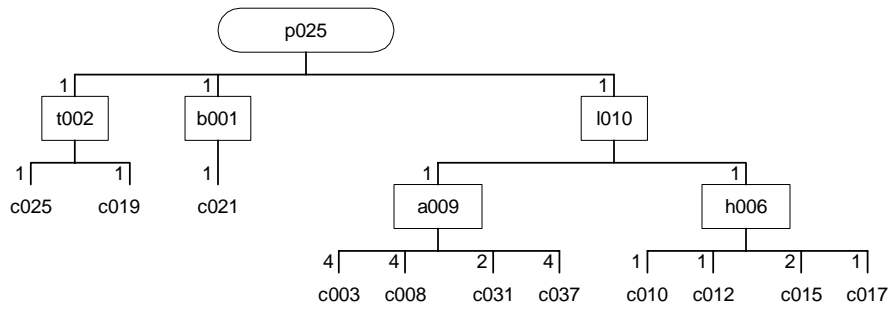 p025
1 1 1
t002 b001 l010
1 1 1 1 1
c025 c019 c021 a009 h006
4 4 2 4 1 1 2 1
c003 c008 c031 c037 c010 c012 c015 c017